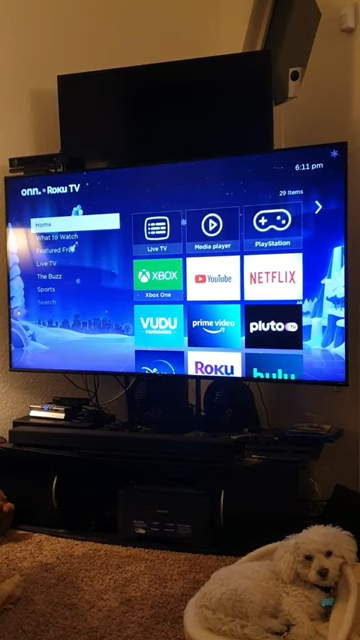 onn. • Roku TV
6:11 pm
29 Items
Home
What to Watch
Featured Free
Live TV
The Buzz
Sports
Search
Live TV
Media player
PlayStation
XBOX
Xbox One
YouTube
NETFLIX
VUDU
FANDANGO
prime video
pluto tv
Roku
hulu